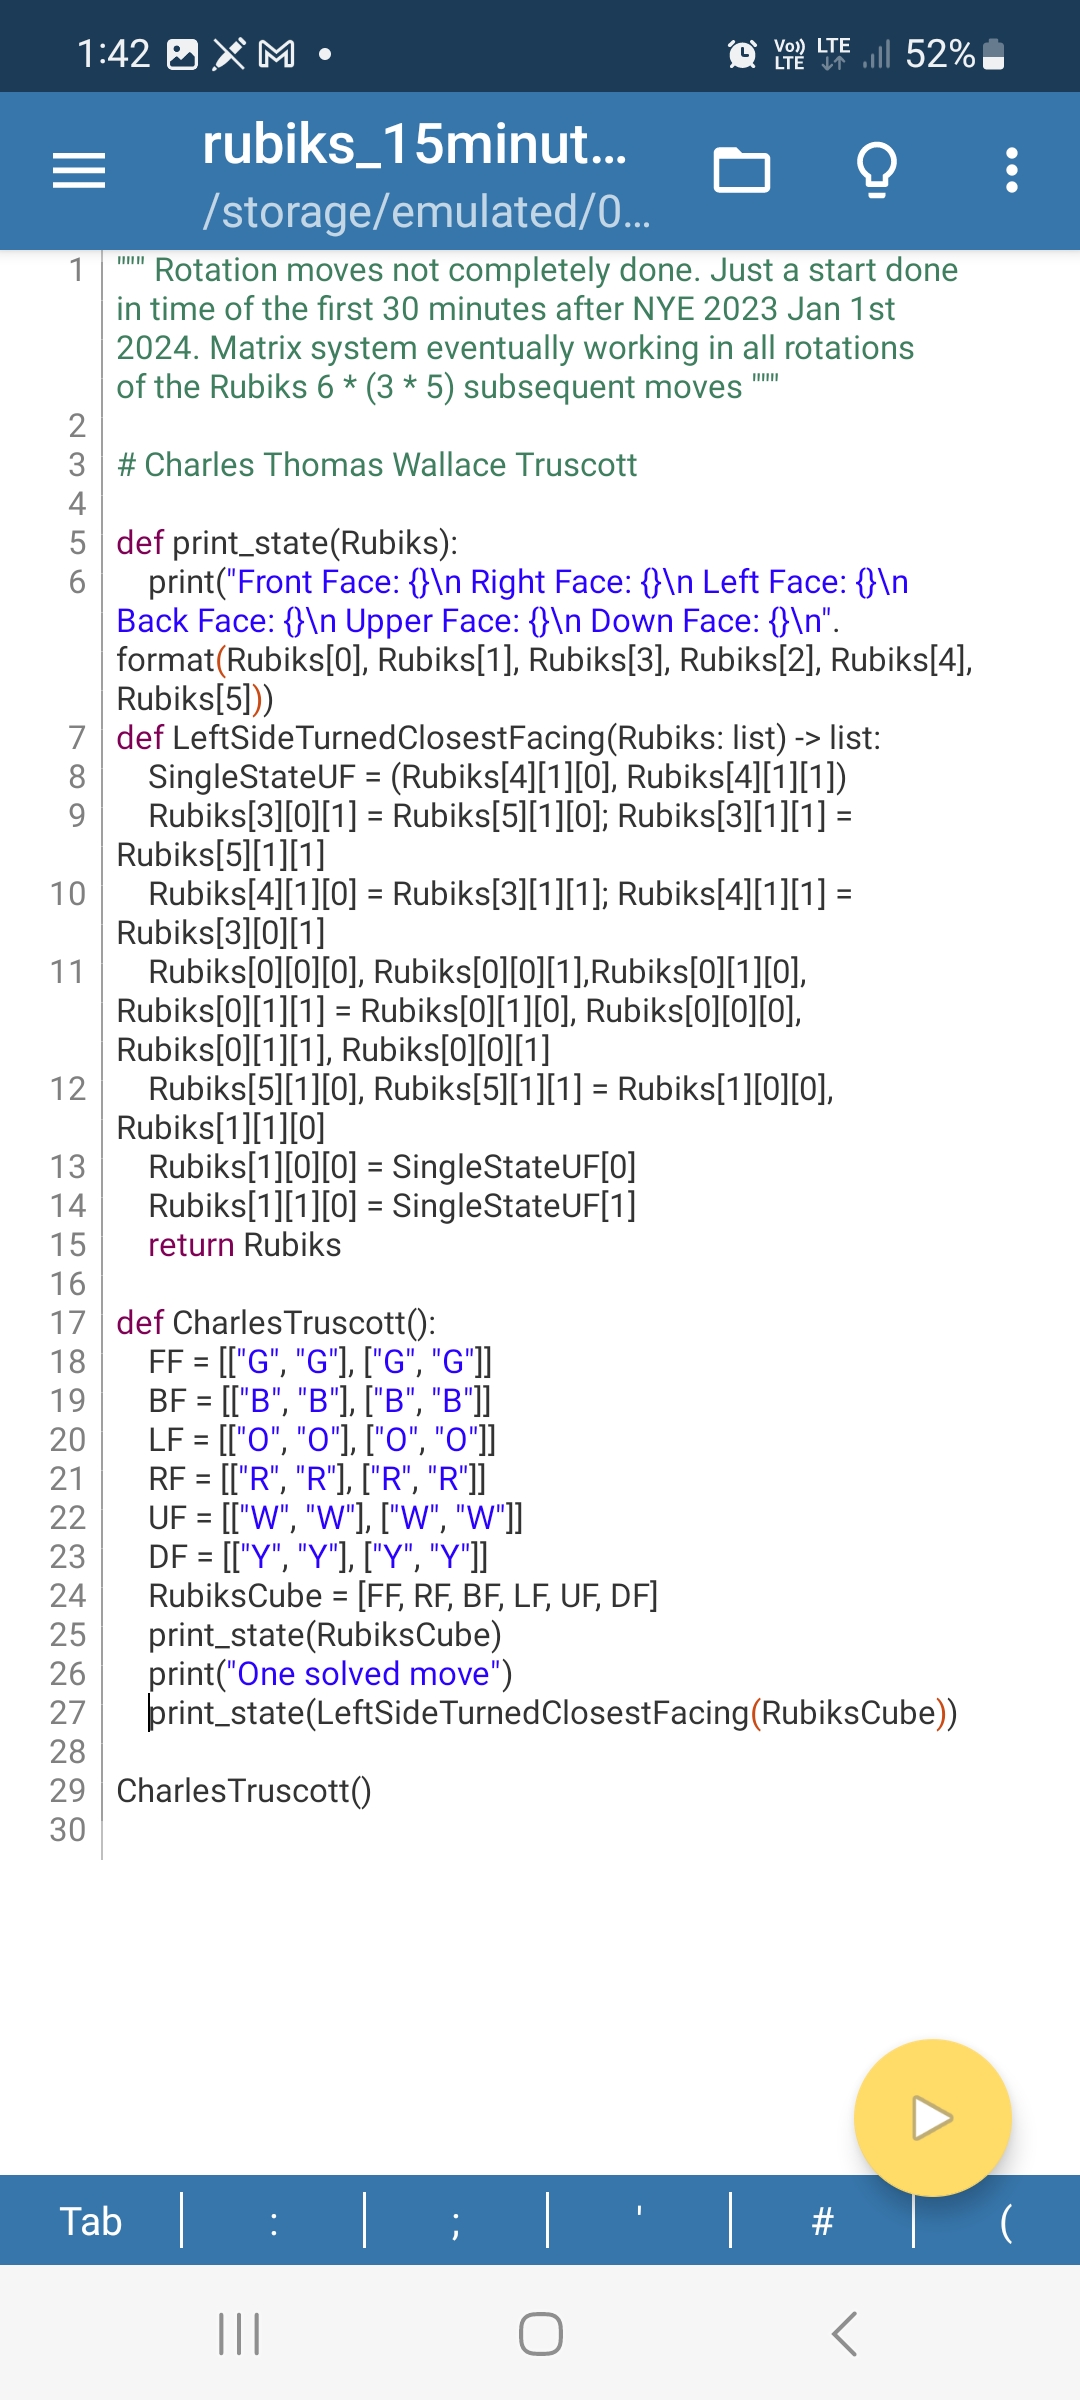 1:42
Vo)) LTE LTE 52%
rubiks_15minut...
/storage/emulated/0...
1 """ Rotation moves not completely done. Just a start done
in time of the first 30 minutes after NYE 2023 Jan 1st
2024. Matrix system eventually working in all rotations
of the Rubiks 6 * (3 * 5) subsequent moves """
2
3 # Charles Thomas Wallace Truscott
4
5 def print_state(Rubiks):
6 print("Front Face: {}\n Right Face: {}\n Left Face: {}\n
Back Face: {}\n Upper Face: {}\n Down Face: {}\n".
format(Rubiks[0], Rubiks[1], Rubiks[3], Rubiks[2], Rubiks[4],
Rubiks[5]))
7 def LeftSideTurnedClosestFacing(Rubiks: list) -> list:
8 SingleStateUF = (Rubiks[4][1][0], Rubiks[4][1][1])
9 Rubiks[3][0][1] = Rubiks[5][1][0]; Rubiks[3][1][1] =
Rubiks[5][1][1]
10 Rubiks[4][1][0] = Rubiks[3][1][1]; Rubiks[4][1][1] =
Rubiks[3][0][1]
11 Rubiks[0][0][0], Rubiks[0][0][1],Rubiks[0][1][0],
Rubiks[0][1][1] = Rubiks[0][1][0], Rubiks[0][0][0],
Rubiks[0][1][1], Rubiks[0][0][1]
12 Rubiks[5][1][0], Rubiks[5][1][1] = Rubiks[1][0][0],
Rubiks[1][1][0]
13 Rubiks[1][0][0] = SingleStateUF[0]
14 Rubiks[1][1][0] = SingleStateUF[1]
15 return Rubiks
16
17 def CharlesTruscott():
18 FF = [["G", "G"], ["G", "G"]]
19 BF = [["B", "B"], ["B", "B"]]
20 LF = [["O", "O"], ["O", "O"]]
21 RF = [["R", "R"], ["R", "R"]]
22 UF = [["W", "W"], ["W", "W"]]
23 DF = [["Y", "Y"], ["Y", "Y"]]
24 RubiksCube = [FF, RF, BF, LF, UF, DF]
25 print_state(RubiksCube)
26 print("One solved move")
27 print_state(LeftSideTurnedClosestFacing(RubiksCube))
28
29 CharlesTruscott()
30
Tab : ; ' # (